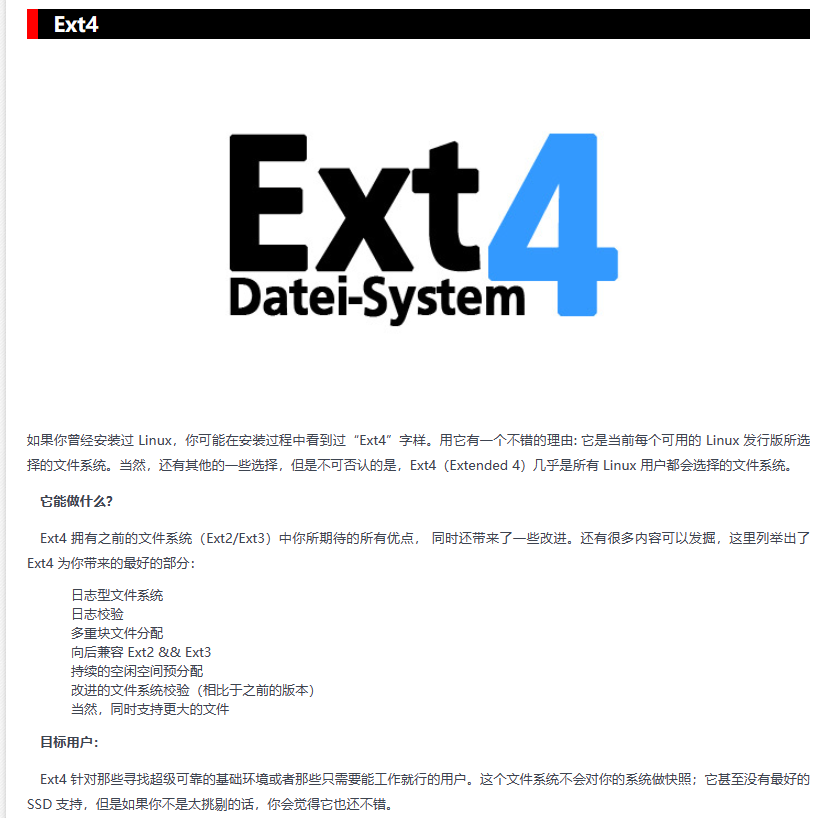 Ext4
Ext4
Datei-System
如果你曾经安装过 Linux，你可能在安装过程中看到过“Ext4”字样。用它有一个不错的理由: 它是当前每个可用的 Linux 发行版所选
择的文件系统。当然，还有其他的一些选择，但是不可否认的是，Ext4（Extended 4）几乎是所有 Linux 用户都会选择的文件系统。
它能做什么?
Ext4 拥有之前的文件系统（Ext2/Ext3）中你所期待的所有优点， 同时还带来了一些改进。还有很多内容可以发掘，这里列举出了
Ext4 为你带来的最好的部分：
日志型文件系统
日志校验
多重块文件分配
向后兼容 Ext2 && Ext3
持续的空闲空间预分配
改进的文件系统校验（相比于之前的版本）
当然，同时支持更大的文件
目标用户：
Ext4 针对那些寻找超级可靠的基础环境或者那些只需要能工作就行的用户。这个文件系统不会对你的系统做快照；它甚至没有最好的
SSD 支持，但是如果你不是太挑剔的话，你会觉得它也还不错。